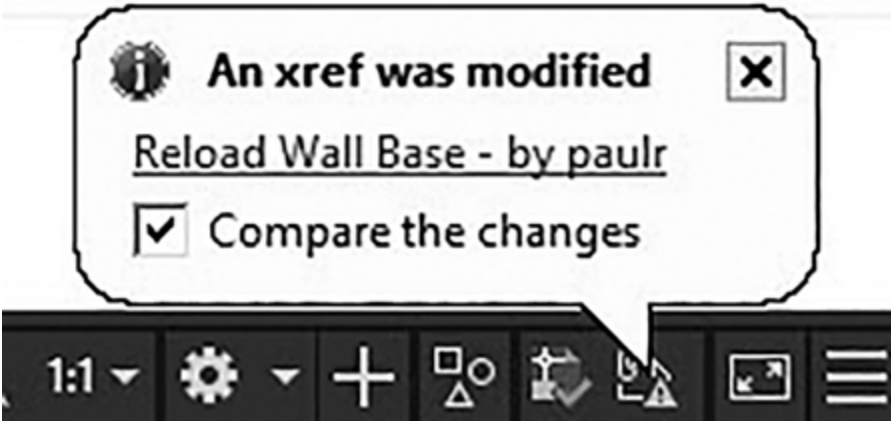 An xref was modified
Reload Wall Base - by paulr
Compare the changes
1:1